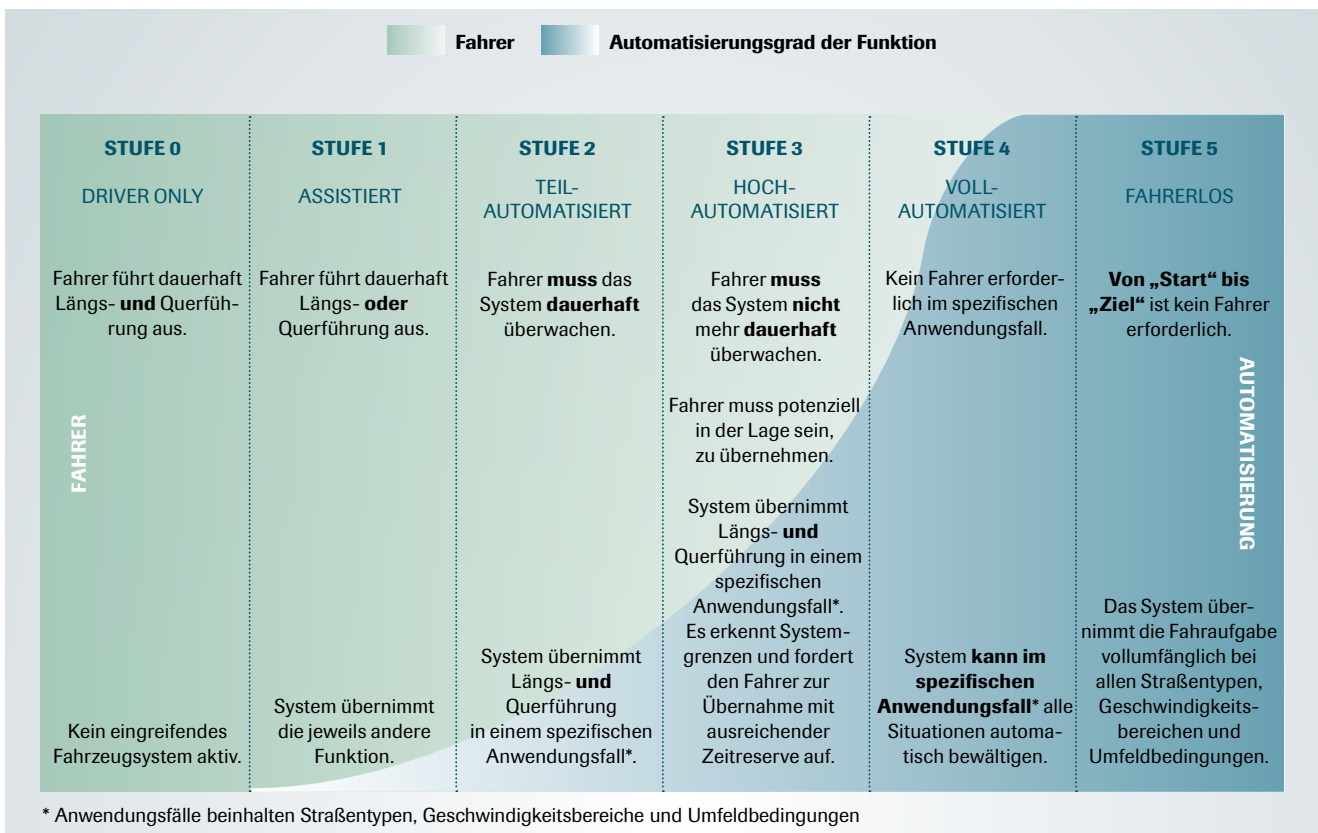 Fahrer
Automatisierungsgrad der Funktion
STUFE 0
DRIVER ONLY
Fahrer führt dauerhaft
Längs- und Querfüh-
rung aus.
Kein eingreifendes
Fahrzeugsystem aktiv.
FAHRER
STUFE 1
ASSISTIERT
Fahrer führt dauerhaft
Längs- oder
Querführung aus.
System übernimmt
die jeweils andere
Funktion.
STUFE 2
TEIL-
AUTOMATISIERT
Fahrer muss das
System dauerhaft
überwachen.
System übernimmt
Längs- und
Querführung
in einem spezifischen
Anwendungsfall*.
STUFE 3
HOCH-
AUTOMATISIERT
Fahrer muss
das System nicht
mehr dauerhaft
überwachen.
Fahrer muss potenziell
in der Lage sein,
zu übernehmen.
System übernimmt
Längs- und
Querführung in einem
spezifischen
Anwendungsfall*.
Es erkennt System-
grenzen und fordert
den Fahrer zur
Übernahme mit
ausreichender
Zeitreserve auf.
STUFE 4
VOLL-
AUTOMATISIERT
Kein Fahrer erforder-
lich im spezifischen
Anwendungsfall.
System kann im
spezifischen
Anwendungsfall* alle
Situationen automa-
tisch bewältigen.
STUFE 5
FAHRERLOS
Von „Start“ bis
„Ziel“ ist kein Fahrer
erforderlich.
AUTOMATISIERUNG
Das System über-
nimmt die Fahraufgabe
vollumfänglich bei
allen Straßentypen,
Geschwindigkeits-
bereichen und
Umfeldbedingungen.
* Anwendungsfälle beinhalten Straßentypen, Geschwindigkeitsbereiche und Umfeldbedingungen